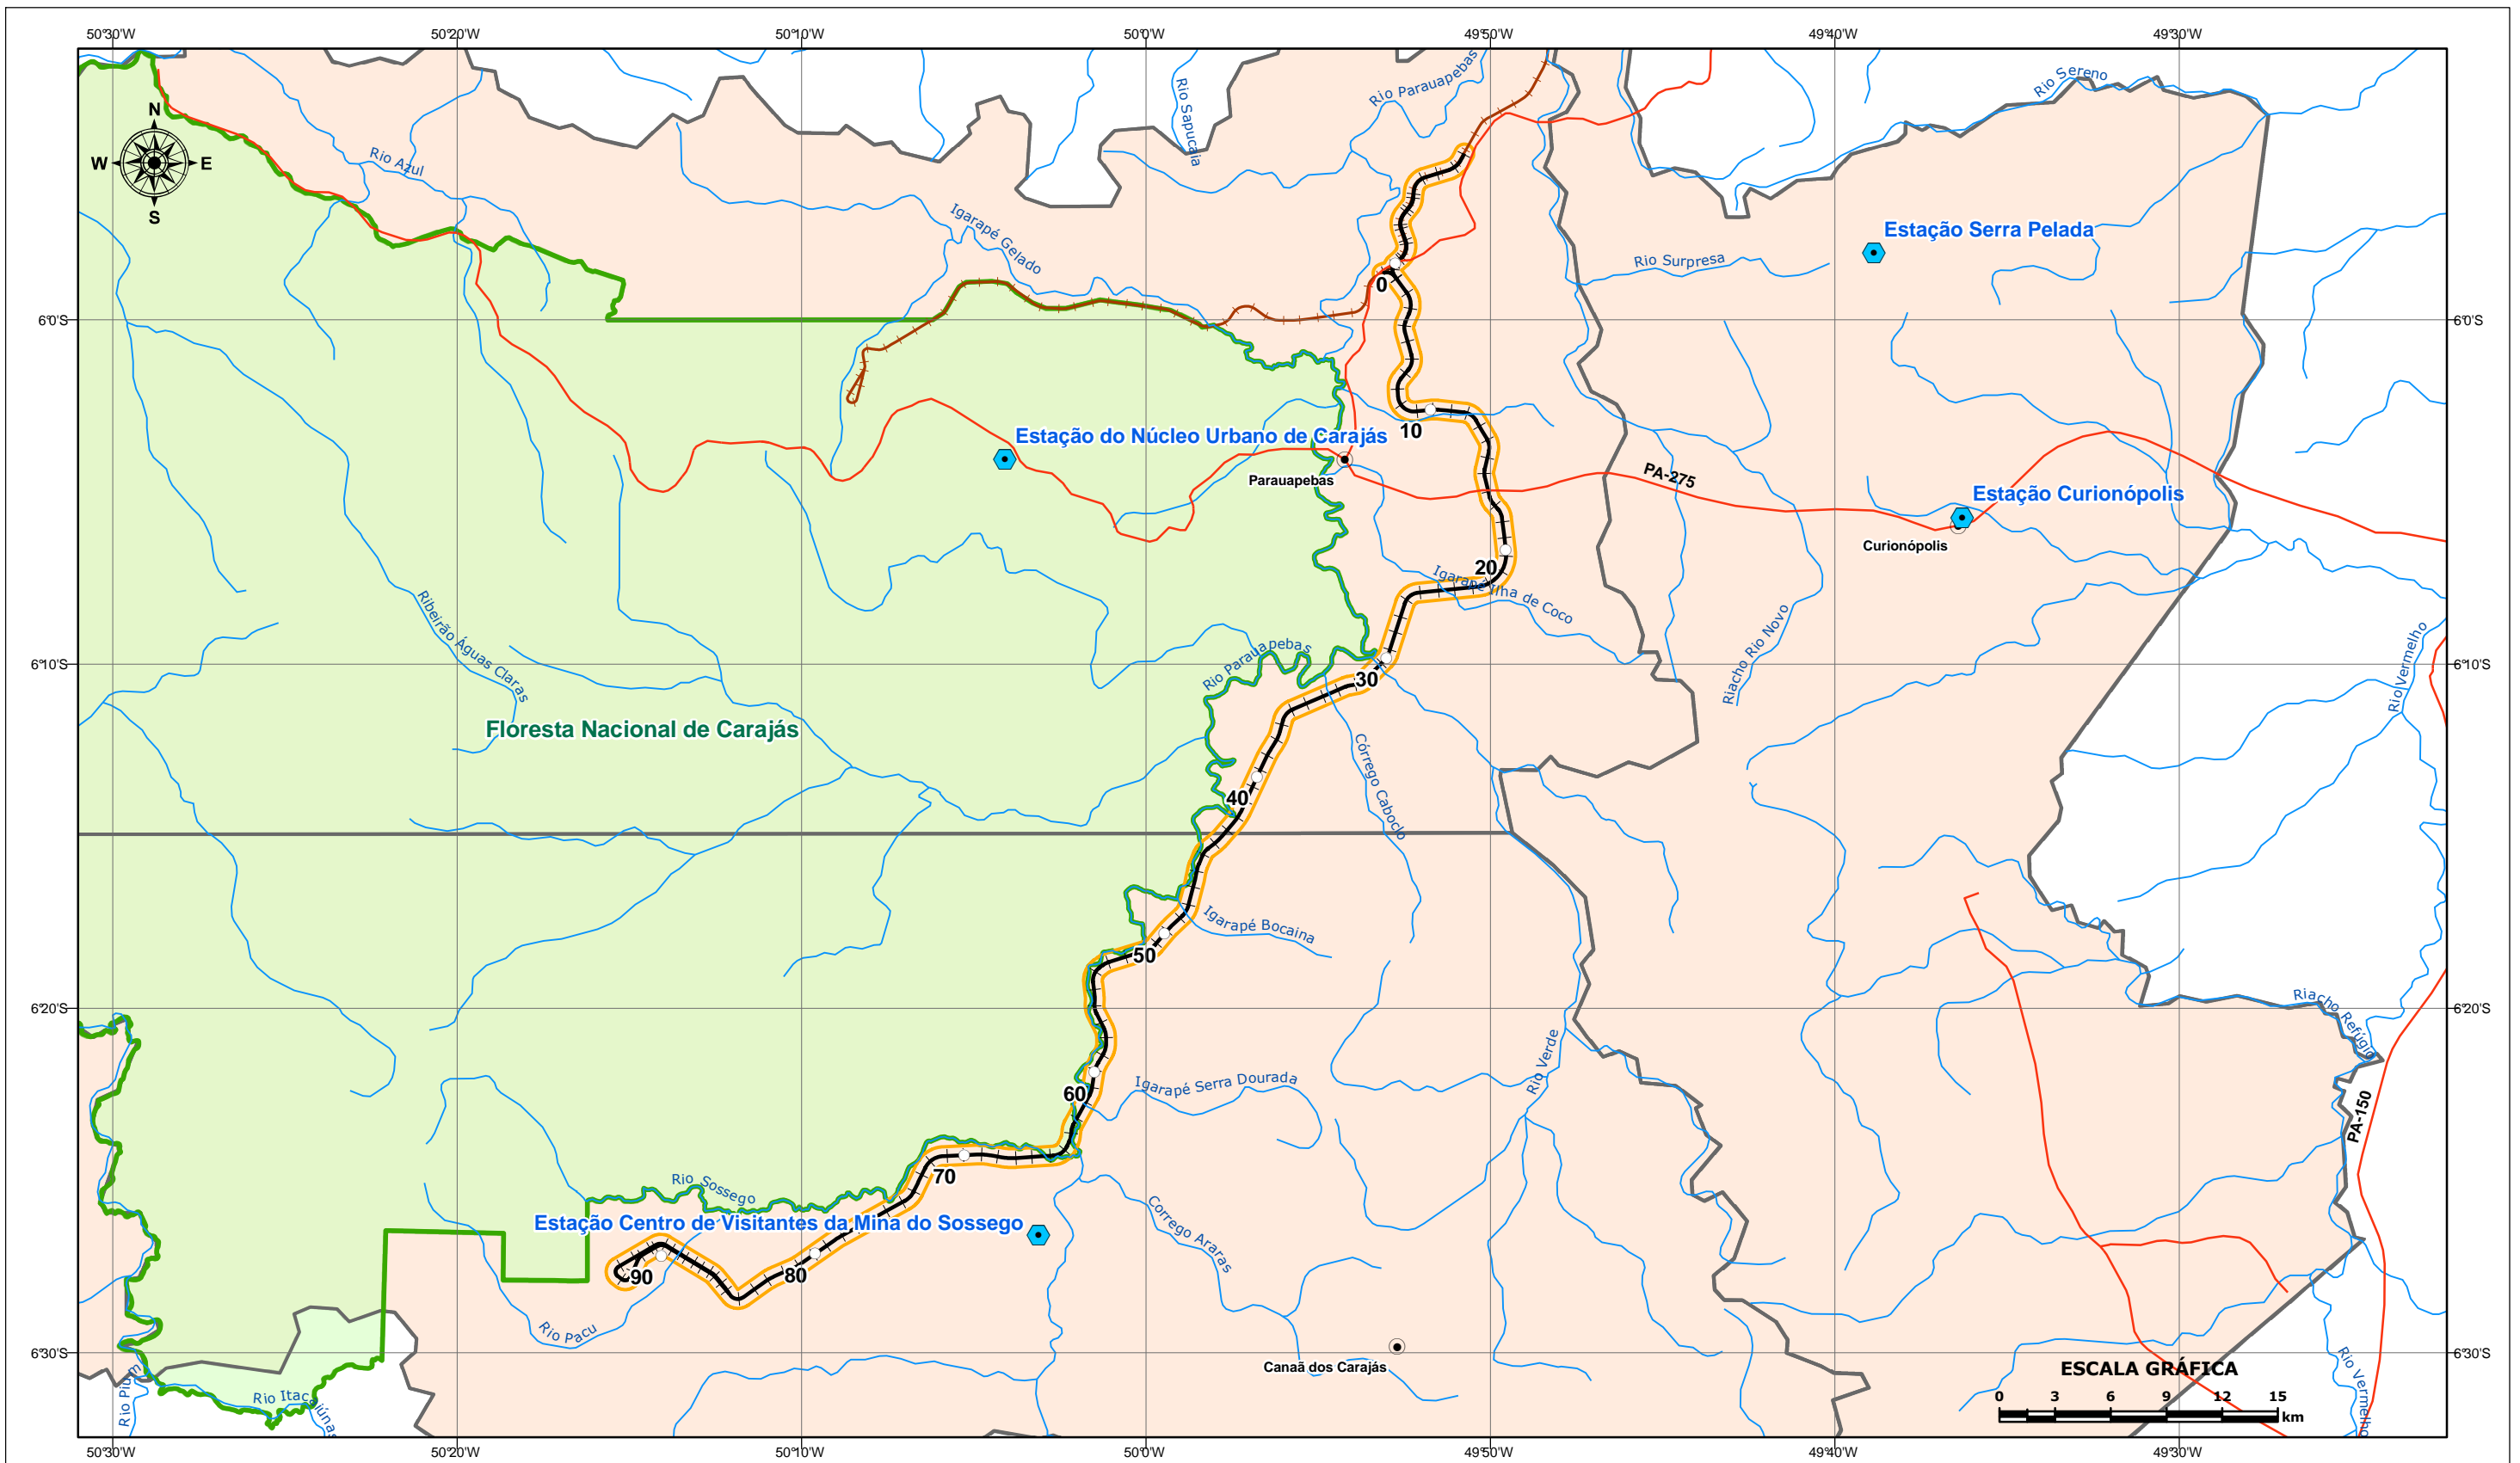 50°30'W
50°20'W
50°10'W
50°0'W
49°50'W
49°40'W
49°30'W
N
W
E
S
Rio Azul
Rio Sapucaia
Rio Parauapebas
Rio Sereno
Igarapé Gelado
Estação Serra Pelada
Rio Surpresa
0
6°0'S
6°0'S
10
Estação do Núcleo Urbano de Carajás
Parauapebas
PA-275
Estação Curionópolis
Curionópolis
20
Igarapé Ilha de Coco
Ribeirão Águas Claras
Riacho Rio Novo
Rio Vermelho
Rio Parauapebas
6°10'S
6°10'S
30
Floresta Nacional de Carajás
Córrego Caboclo
40
Igarapé Bocaina
50
6°20'S
6°20'S
Riacho Refúgio
Rio Verde
Igarapé Serra Dourada
60
PA-150
70
Rio Sossego
Corrego Araras
Estação Centro de Visitantes da Mina do Sossego
80
90
Rio Pacu
6°30'S
6°30'S
Canaã dos Carajás
Rio Pium
Rio Itacaiúnas
Rio Vermelho
ESCALA GRÁFICA
0 3 6 9 12 15
km
50°30'W
50°20'W
50°10'W
50°0'W
49°50'W
49°40'W
49°30'W